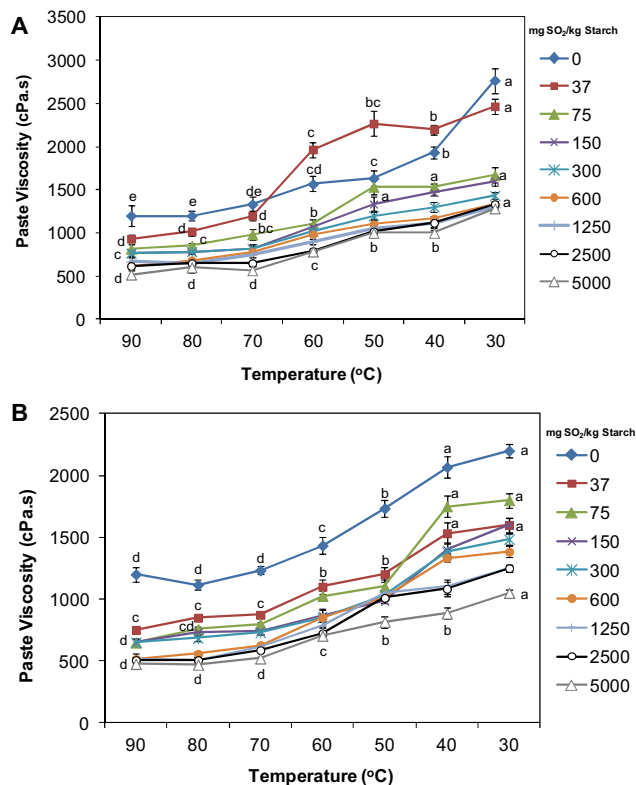 A
mg SO2/kg Starch
3500
3000
2500
2000
1500
1000
500
0
Paste Viscosity (cPa.s)
90 80 70 60 50 40 30
Temperature (oC)
0
37
75
150
300
600
1250
2500
5000
e e de cd c b a
d d c bc b a
c bc b a a a
d c b a a
d d d c b b
B
mg SO2/kg Starch
2500
2000
1500
1000
500
0
Paste Viscosity (cPa.s)
90 80 70 60 50 40 30
Temperature (oC)
0
37
75
150
300
600
1250
2500
5000
d d d c b a a
c c c b b a a
d cd c b a a
d d d c b b a